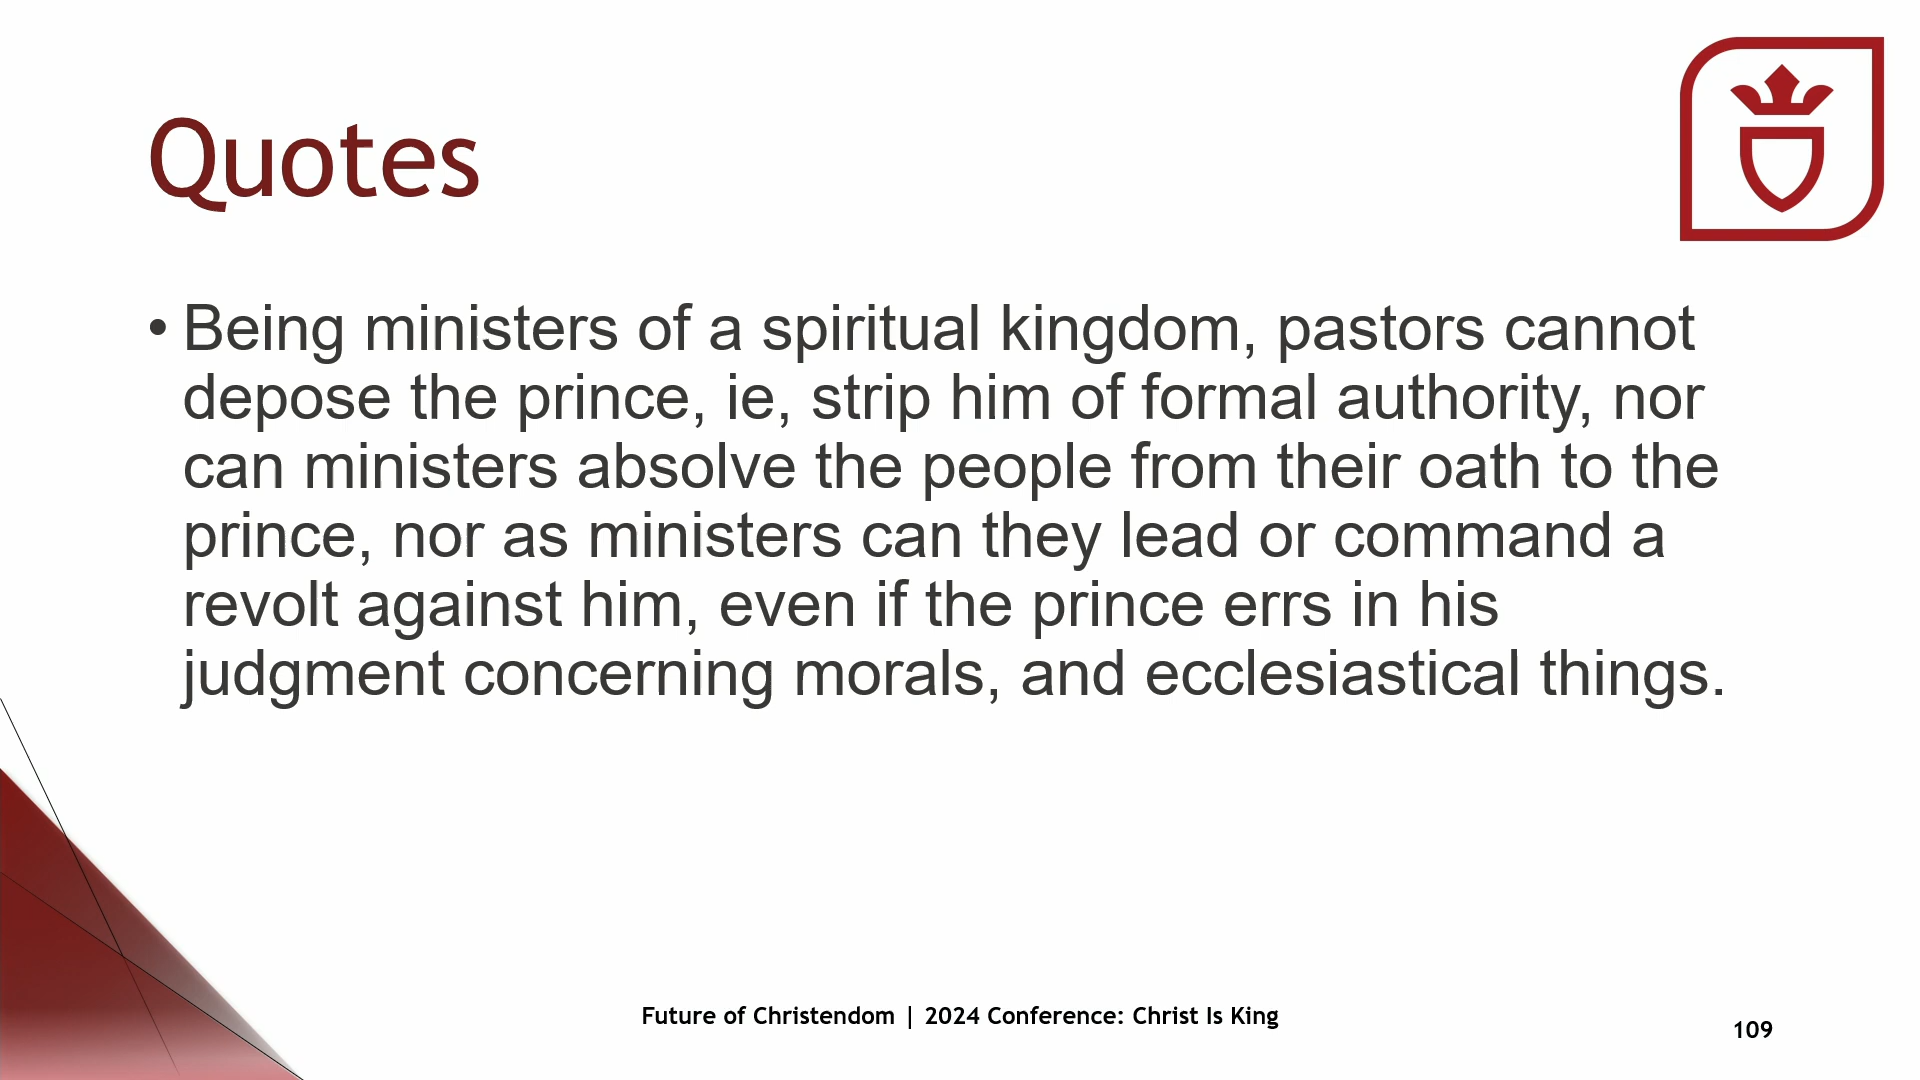 Quotes
• Being ministers of a spiritual kingdom, pastors cannot
depose the prince, ie, strip him of formal authority, nor
can ministers absolve the people from their oath to the
prince, nor as ministers can they lead or command a
revolt against him, even if the prince errs in his
judgment concerning morals, and ecclesiastical things.
Future of Christendom | 2024 Conference: Christ Is King
109